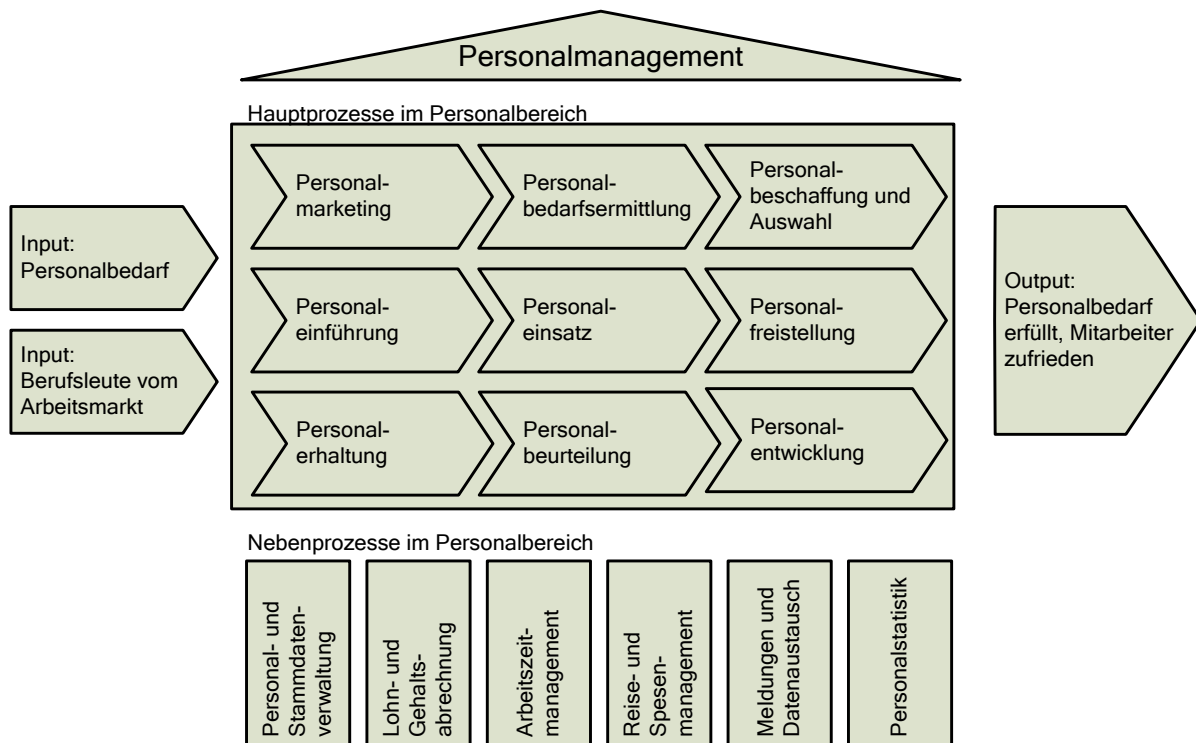 Personalmanagement
Hauptprozesse im Personalbereich
Personal-
marketing
Personal-
bedarfsermittlung
Personal-
beschaffung und
Auswahl
Input:
Personalbedarf
Personal-
einführung
Personal-
einsatz
Personal-
freistellung
Output:
Personalbedarf
erfüllt, Mitarbeiter
zufrieden
Input:
Berufsleute vom
Arbeitsmarkt
Personal-
erhaltung
Personal-
beurteilung
Personal-
entwicklung
Nebenprozesse im Personalbereich
Personal- und
Stammdaten-
verwaltung
Lohn- und
Gehalts-
abrechnung
Arbeitszeit-
management
Reise- und
Spesen-
management
Meldungen und
Datenaustausch
Personalstatistik